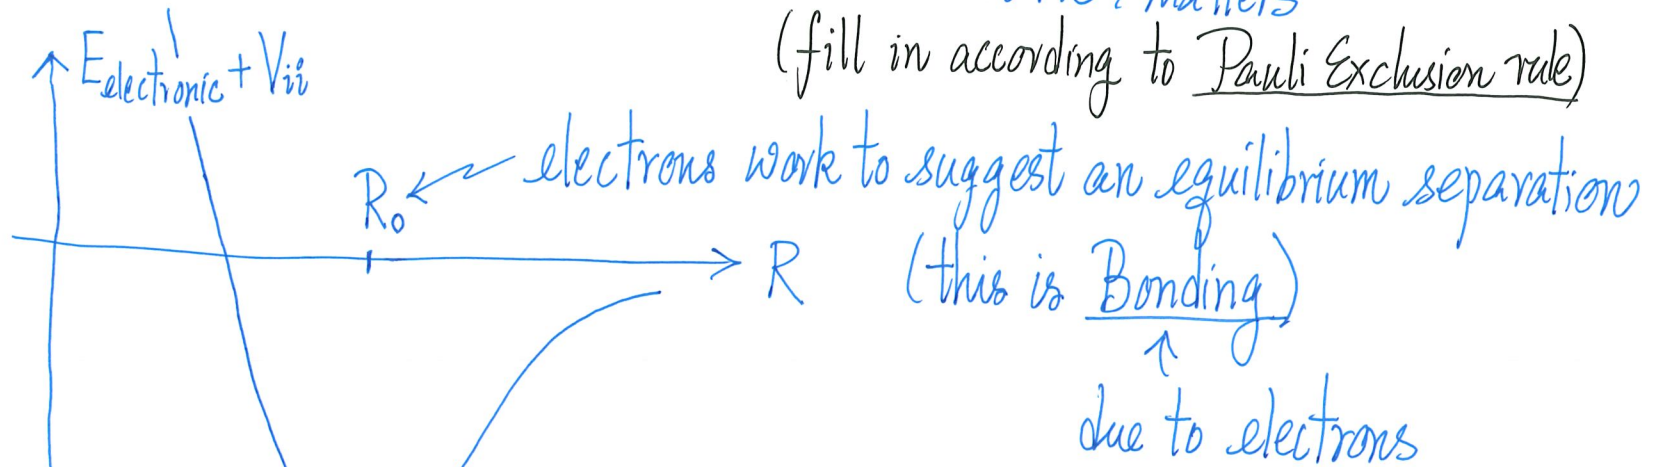 matters
(fill in according to Pauli Exclusion rule)
Eelectronic + Vii
electrons work to suggest an equilibrium separation
R₀
R
(this is Bonding)
due to electrons